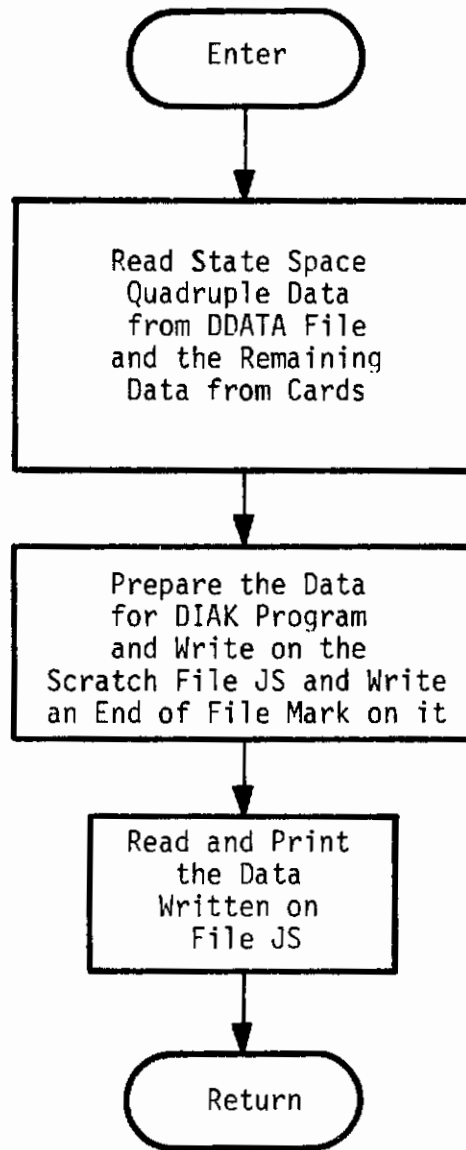 Enter
Read State Space
Quadruple Data
from DDATA File
and the Remaining
Data from Cards
Prepare the Data
for DIAK Program
and Write on the
Scratch File JS and Write
an End of File Mark on it
Read and Print
the Data
Written on
File JS
Return